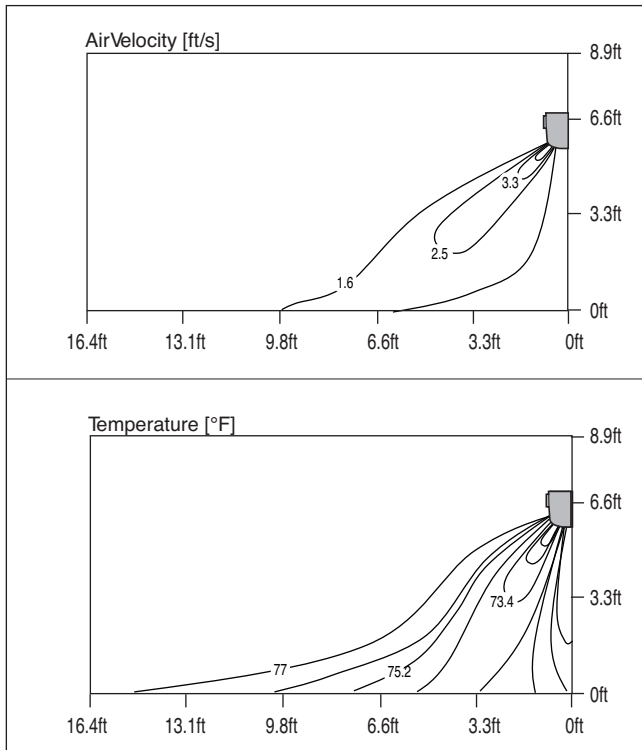 Air Velocity [ft/s]
8.9ft
6.6ft
3.3
3.3ft
2.5
1.6
0ft
16.4ft 13.1ft 9.8ft 6.6ft 3.3ft 0ft
Temperature [°F]
8.9ft
6.6ft
73.4
3.3ft
77
75.2
0ft
16.4ft 13.1ft 9.8ft 6.6ft 3.3ft 0ft